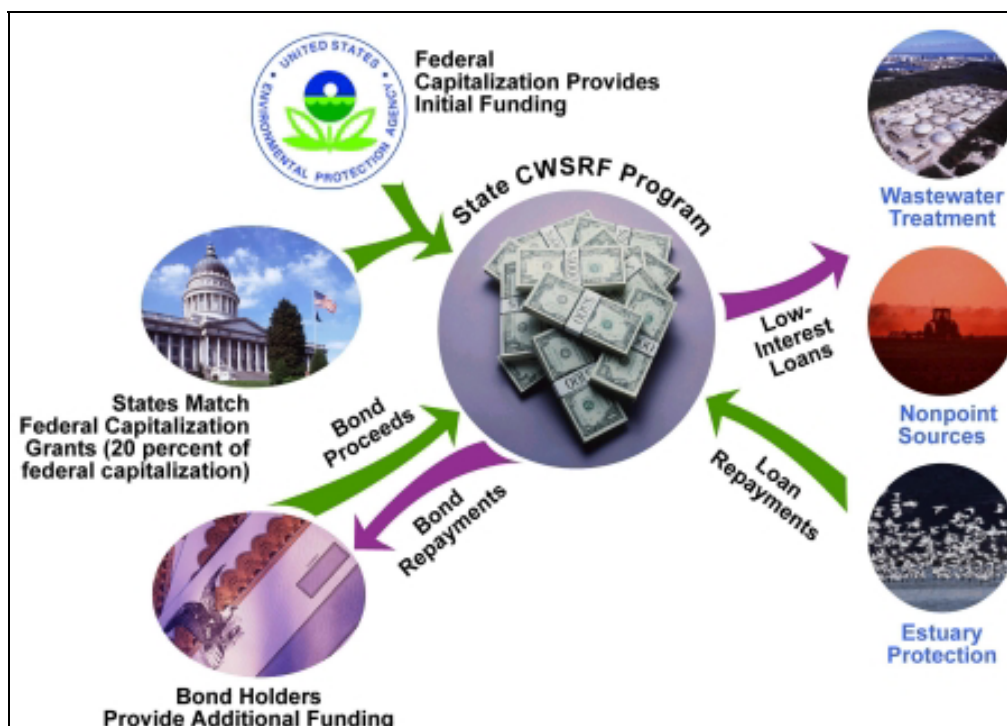 UNITED STATES
ENVIRONMENTAL PROTECTION AGENCY
Federal
Capitalization Provides
Initial Funding
State CWSRF Program
Wastewater
Treatment
States Match
Federal Capitalization
Grants (20 percent of
federal capitalization)
Low-
Interest
Loans
Nonpoint
Sources
Bond
Proceeds
Bond
Repayments
Loan
Repayments
Estuary
Protection
Bond Holders
Provide Additional Funding